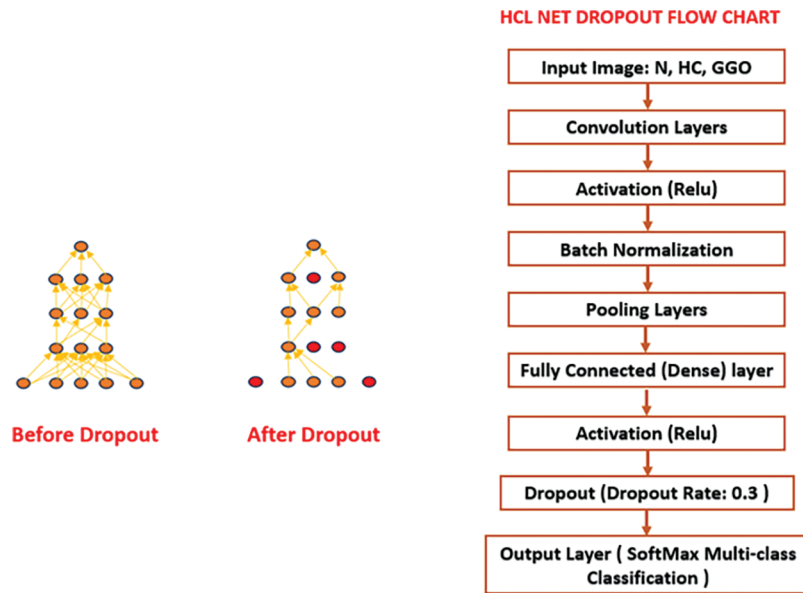 HCL NET DROPOUT FLOW CHART
Input Image: N, HC, GGO
Convolution Layers
Activation (Relu)
Batch Normalization
Pooling Layers
Fully Connected (Dense) layer
Activation (Relu)
Dropout (Dropout Rate: 0.3 )
Output Layer ( SoftMax Multi-class
Classification )
Before Dropout
After Dropout